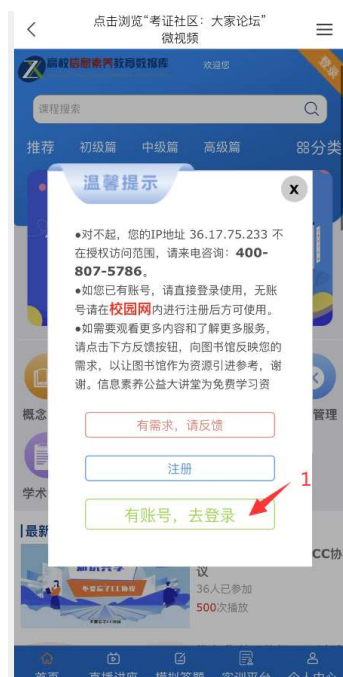 点击浏览“考证社区：大家论坛”
微视频
高校信息素养教育数据库
欢迎您
登录
课程搜索
推荐 初级篇 中级篇 高级篇 分类
温馨提示
x
●对不起，您的IP地址 36.17.75.233 不
在授权访问范围，请来电咨询：400-
807-5786。
●如您已有账号，请直接登录使用，无账
号请在校园网内进行注册后方可使用。
●如需要观看更多内容和了解更多服务，
请点击下方反馈按钮，向图书馆反映您的
需求，以让图书馆作为资源引进参考，谢
谢。信息素养公益大讲堂为免费学习资
概念
管理
有需求，请反馈
注册
1
学术
有账号，去登录
最新
CC协
议
36人已参加
500次播放
首页 直播讲座 模拟答题 实训平台 个人中心